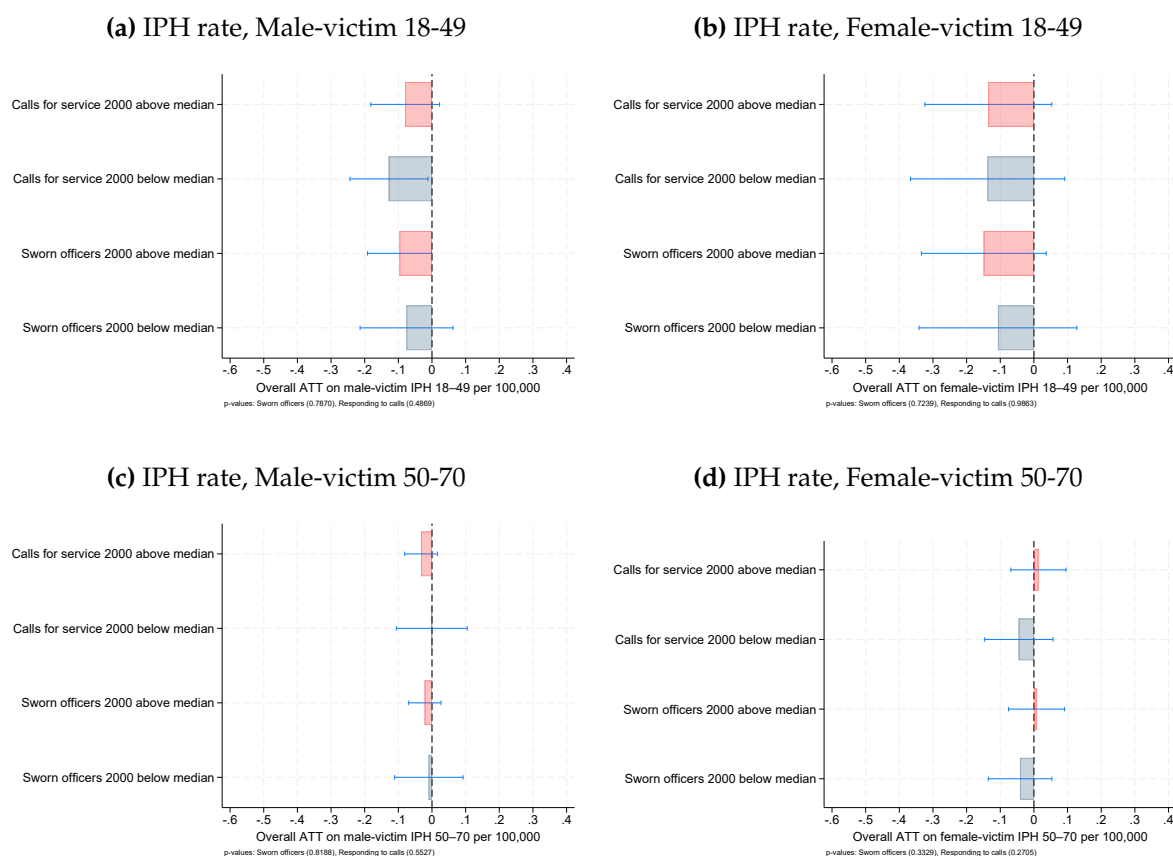 (a) IPH rate, Male-victim 18-49
Calls for service 2000 above median
Calls for service 2000 below median
Sworn officers 2000 above median
Sworn officers 2000 below median
-.6 -.5 -.4 -.3 -.2 -.1 0 .1 .2 .3 .4
Overall ATT on male-victim IPH 18–49 per 100,000
p-values: Sworn officers (0.7870), Responding to calls (0.4869)
(b) IPH rate, Female-victim 18-49
Calls for service 2000 above median
Calls for service 2000 below median
Sworn officers 2000 above median
Sworn officers 2000 below median
-.6 -.5 -.4 -.3 -.2 -.1 0 .1 .2 .3 .4
Overall ATT on female-victim IPH 18–49 per 100,000
p-values: Sworn officers (0.7239), Responding to calls (0.9863)
(c) IPH rate, Male-victim 50-70
Calls for service 2000 above median
Calls for service 2000 below median
Sworn officers 2000 above median
Sworn officers 2000 below median
-.6 -.5 -.4 -.3 -.2 -.1 0 .1 .2 .3 .4
Overall ATT on male-victim IPH 50–70 per 100,000
p-values: Sworn officers (0.8188), Responding to calls (0.5527)
(d) IPH rate, Female-victim 50-70
Calls for service 2000 above median
Calls for service 2000 below median
Sworn officers 2000 above median
Sworn officers 2000 below median
-.6 -.5 -.4 -.3 -.2 -.1 0 .1 .2 .3 .4
Overall ATT on female-victim IPH 50–70 per 100,000
p-values: Sworn officers (0.3329), Responding to calls (0.2705)